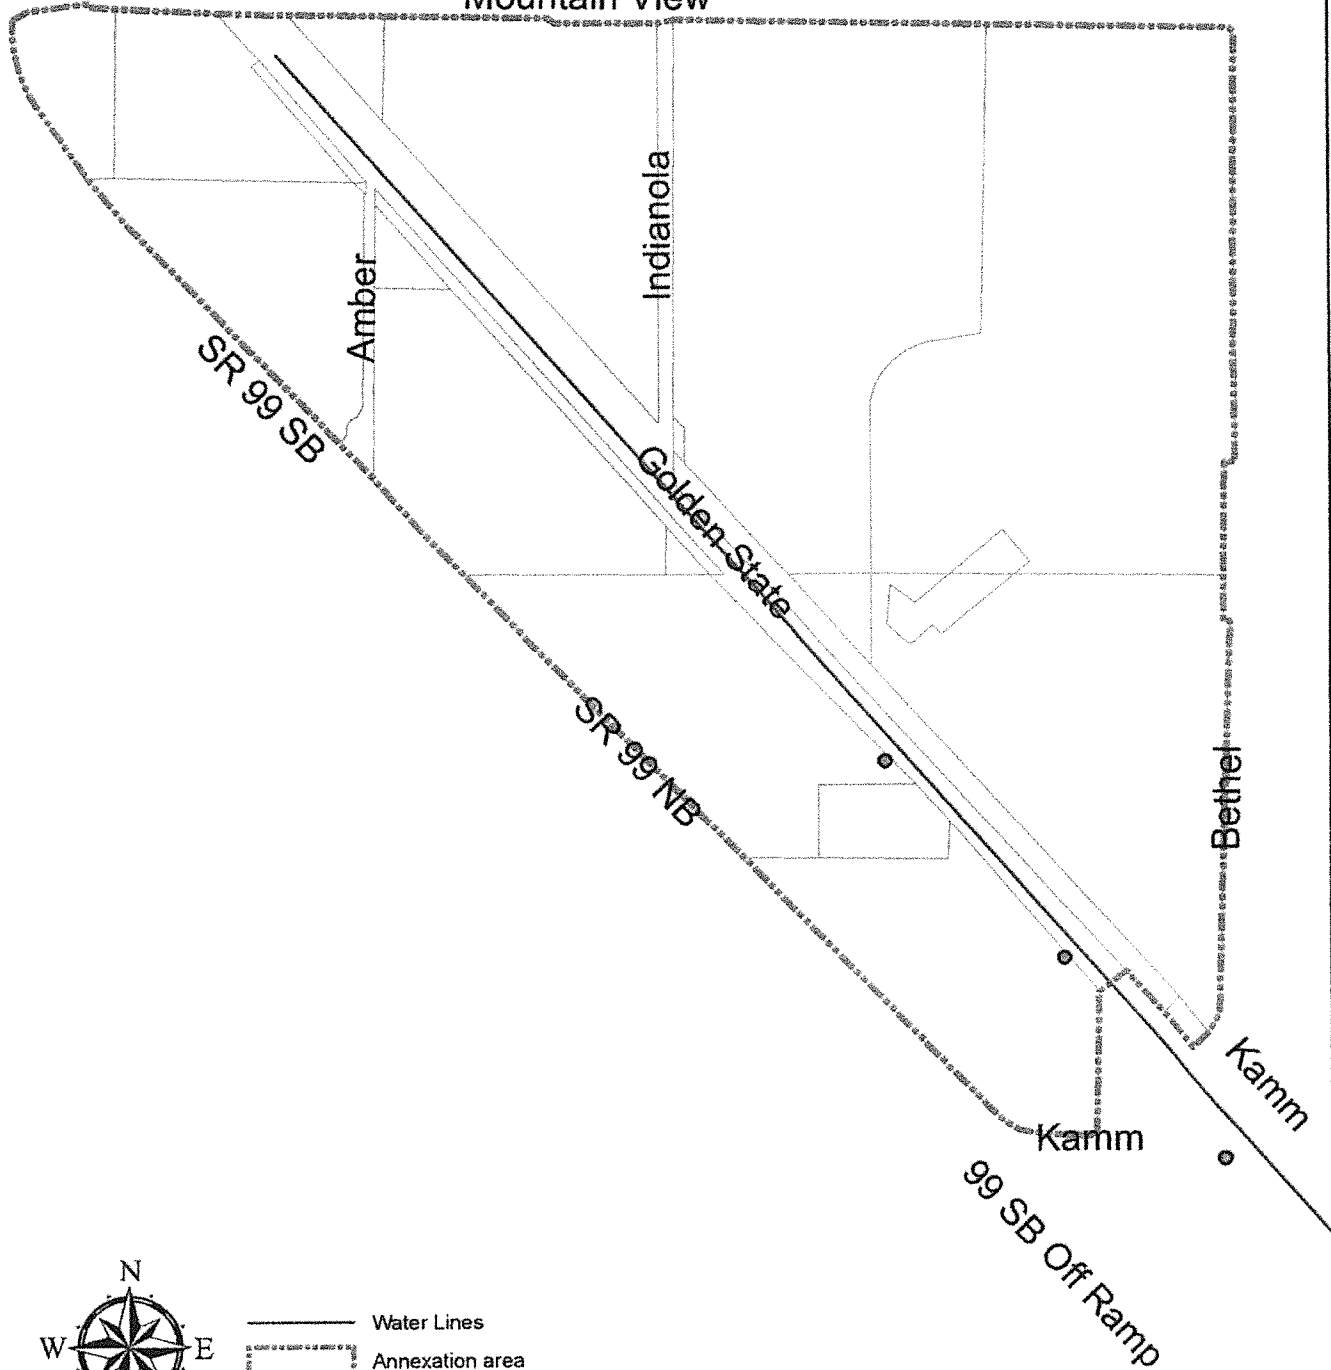 Mountain View
Indianola
Amber
SR 99 SB
Golden State
SR 99 NB
Bethel
Kamm
Kamm
99 SB Off Ramp
N
W E
Water Lines
Annexation area